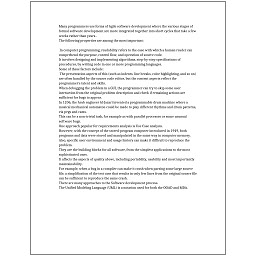 Many programmers use forms of Agile software development where the various stages of
formal software development are more integrated together into short cycles that take a few
weeks rather than years.
The following properties are among the most important:
In computer programming, readability refers to the ease with which a human reader can
comprehend the purpose, control flow, and operation of source code.
It involves designing and implementing algorithms, step-by-step specifications of
procedures, by writing code in one or more programming languages.
Some of these factors include:
The presentation aspects of this (such as indents, line breaks, color highlighting, and so on)
are often handled by the source code editor, but the content aspects reflect the
programmer's talent and skills.
When debugging the problem in a GUI, the programmer can try to skip some user
interaction from the original problem description and check if remaining actions are
sufficient for bugs to appear.
In 1206, the Arab engineer Al-Jazari invented a programmable drum machine where a
musical mechanical automaton could be made to play different rhythms and drum patterns,
via pegs and cams.
This can be a non-trivial task, for example as with parallel processes or some unusual
software bugs.
One approach popular for requirements analysis is Use Case analysis.
However, with the concept of the stored-program computer introduced in 1949, both
programs and data were stored and manipulated in the same way in computer memory.
Also, specific user environment and usage history can make it difficult to reproduce the
problem.
They are the building blocks for all software, from the simplest applications to the most
sophisticated ones.
It affects the aspects of quality above, including portability, usability and most importantly
maintainability.
For example, when a bug in a compiler can make it crash when parsing some large source
file, a simplification of the test case that results in only few lines from the original source file
can be sufficient to reproduce the same crash.
There are many approaches to the Software development process.
The Unified Modeling Language (UML) is a notation used for both the OOAD and MDA.